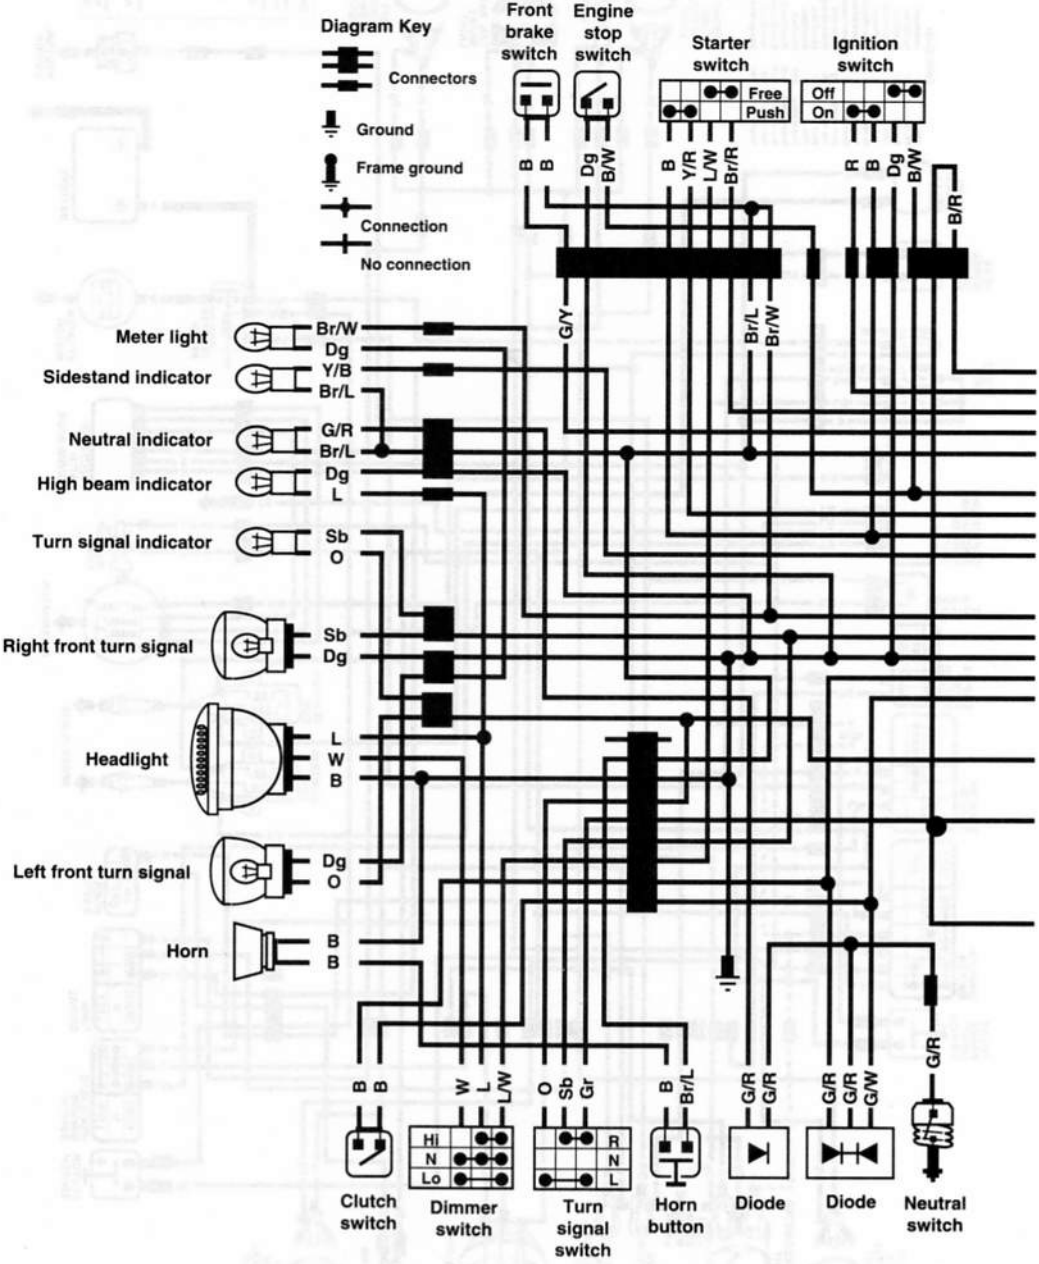 Diagram Key
Connectors
Ground
Frame ground
Connection
No connection
Front
brake
switch
Engine
stop
switch
Starter
switch
Free
Push
Ignition
switch
Off
On
B
B
Dg
B/W
B
Y/R
L/W
Br/R
R
B
Dg
B/W
B/R
G/Y
Br/L
Br/W
Meter light
Br/W
Dg
Sidestand indicator
Y/B
Br/L
Neutral indicator
G/R
Br/L
High beam indicator
Dg
L
Turn signal indicator
Sb
O
Right front turn signal
Sb
Dg
Headlight
L
W
B
Left front turn signal
Dg
O
Horn
B
B
B
B
W
L
L/W
O
Sb
Gr
B
Br/L
G/R
G/R
G/R
G/R
G/W
G/R
Hi
N
Lo
R
N
L
Clutch
switch
Dimmer
switch
Turn
signal
switch
Horn
button
Diode
Diode
Neutral
switch